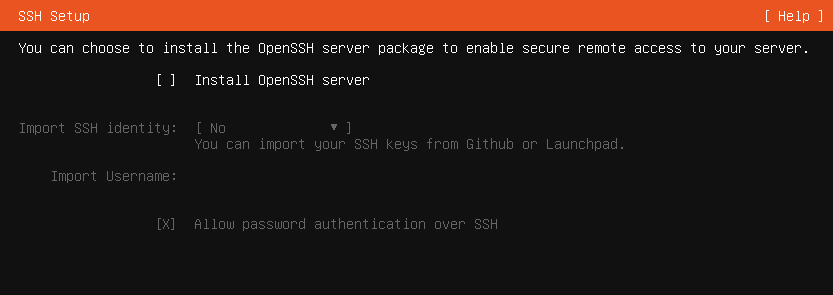 SSH Setup [ Help ]
You can choose to install the OpenSSH server package to enable secure remote access to your server.
[ ] Install OpenSSH server
Import SSH identity: [ No ▼ ]
You can import your SSH keys from Github or Launchpad.
Import Username:
[X] Allow password authentication over SSH